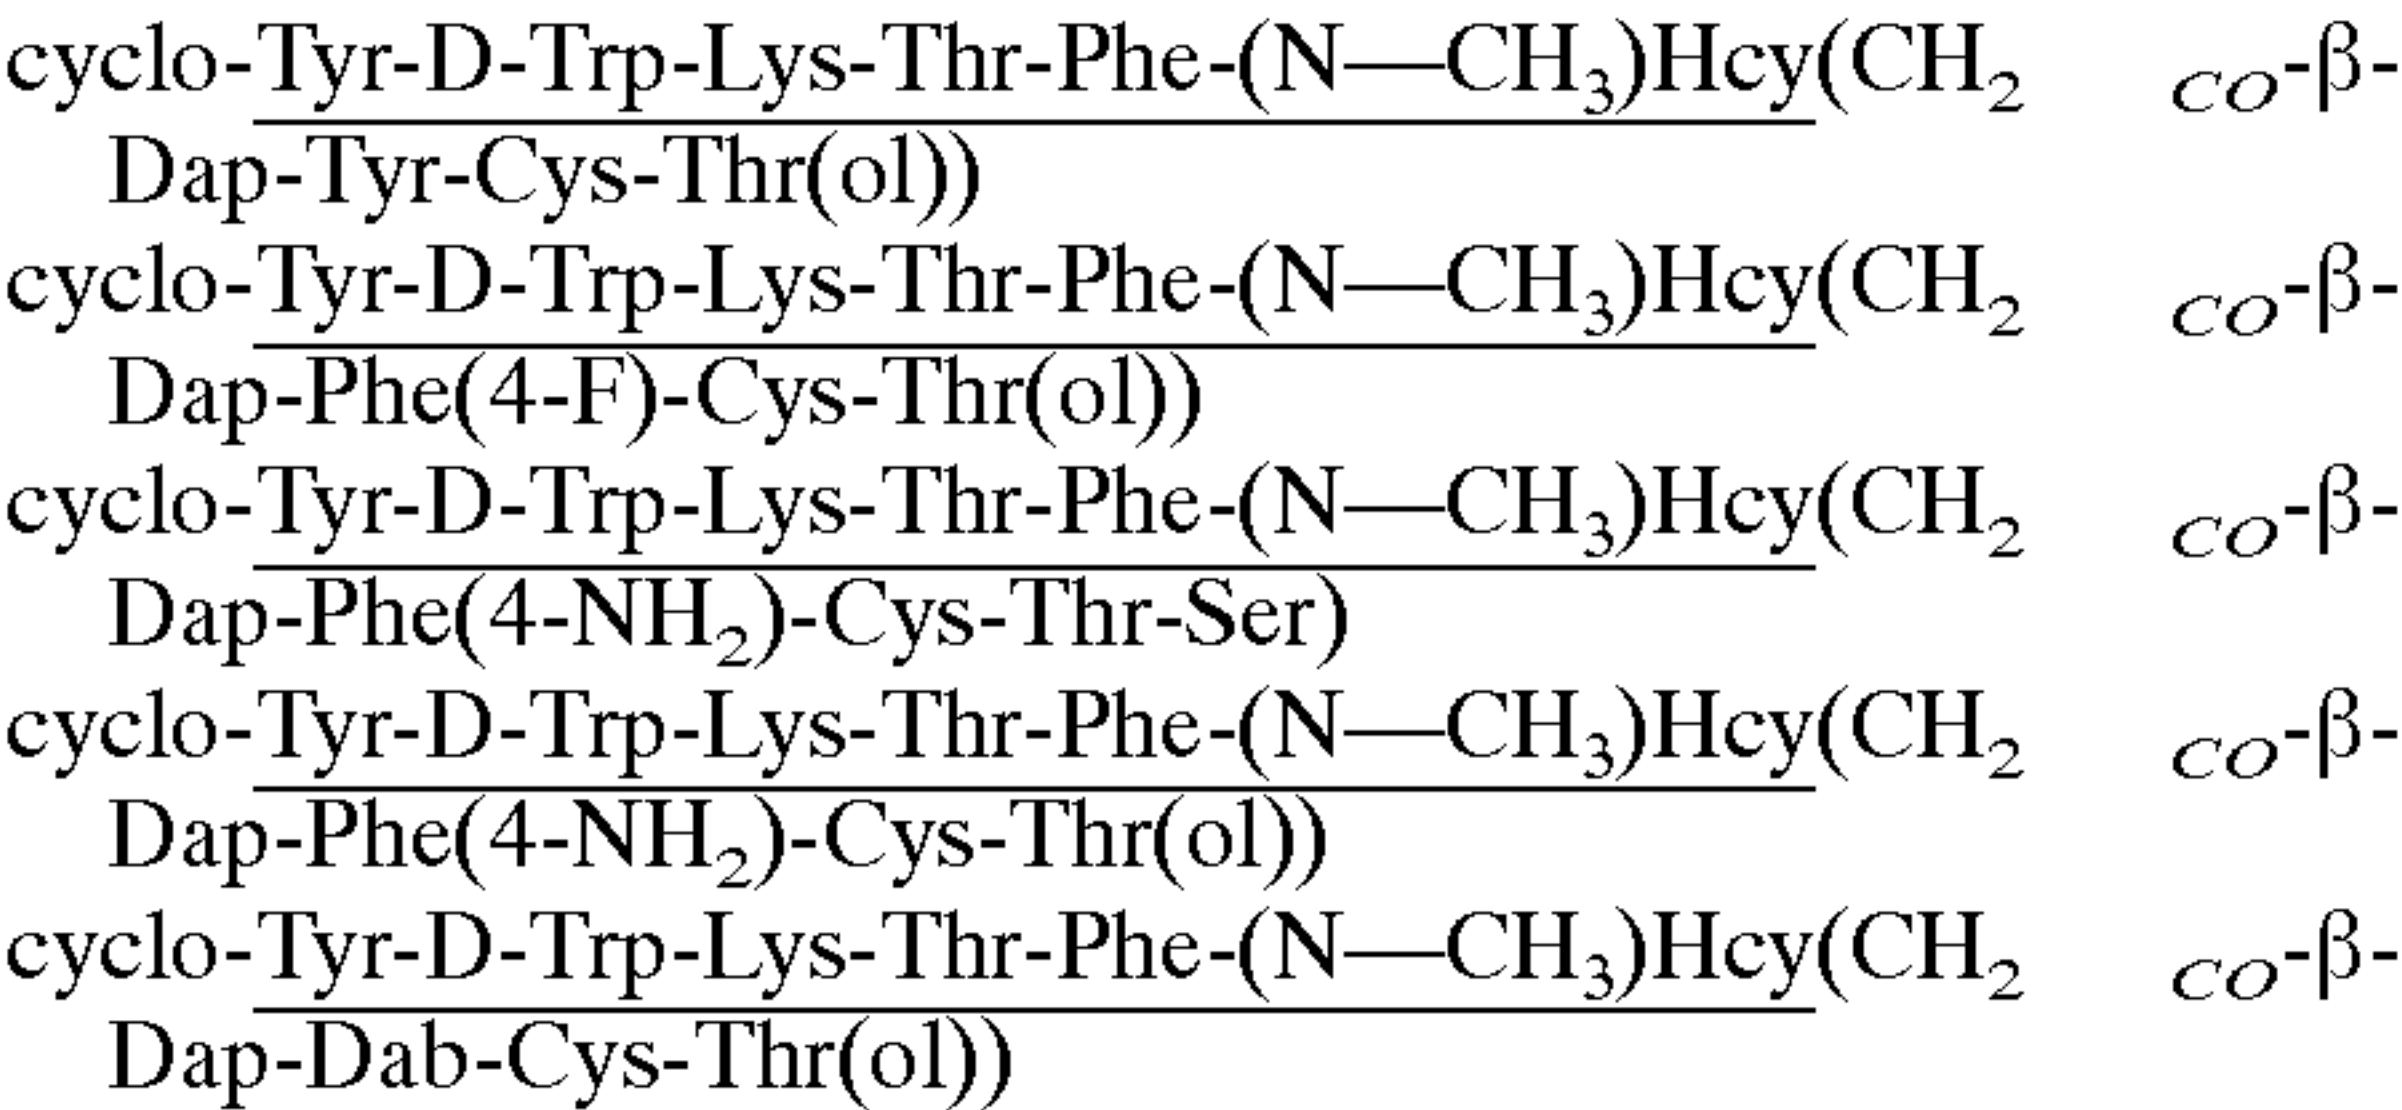 cyclo-Tyr-D-Trp-Lys-Thr-Phe-(N—CH₃)Hcy(CH₂ co-β-
Dap-Tyr-Cys-Thr(ol))
cyclo-Tyr-D-Trp-Lys-Thr-Phe-(N—CH₃)Hcy(CH₂ co-β-
Dap-Phe(4-F)-Cys-Thr(ol))
cyclo-Tyr-D-Trp-Lys-Thr-Phe-(N—CH₃)Hcy(CH₂ co-β-
Dap-Phe(4-NH₂)-Cys-Thr-Ser)
cyclo-Tyr-D-Trp-Lys-Thr-Phe-(N—CH₃)Hcy(CH₂ co-β-
Dap-Phe(4-NH₂)-Cys-Thr(ol))
cyclo-Tyr-D-Trp-Lys-Thr-Phe-(N—CH₃)Hcy(CH₂ co-β-
Dap-Dab-Cys-Thr(ol))